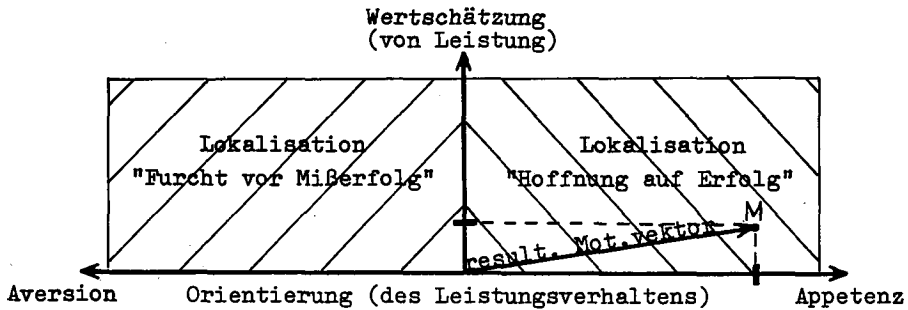 Wertschätzung
(von Leistung)
Lokalisation
"Furcht vor Mißerfolg"
Lokalisation
"Hoffnung auf Erfolg"
M
result. Mot.vektor
Aversion
Orientierung (des Leistungsverhaltens)
Appetenz